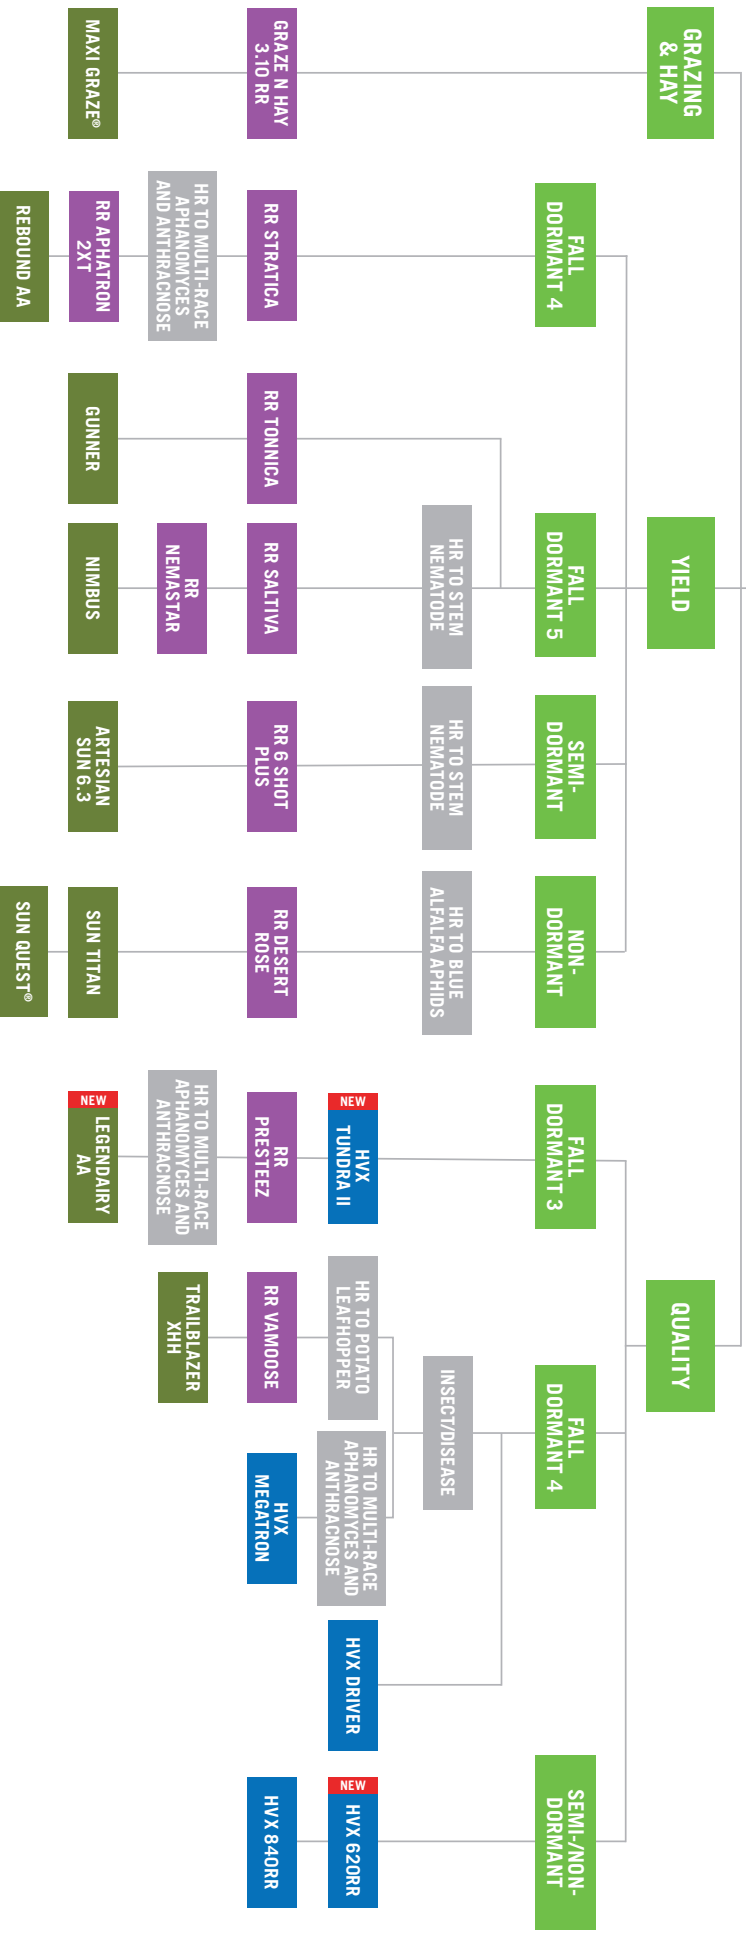 GRAZING
& HAY
GRAZE N HAY
3.10 RR
MAXI GRAZE®
YIELD
FALL
DORMANT 4
RR STRATICA
HR TO MULTI-RACE
APHANOMYCES
AND ANTHRACNOSE
RR APHATRON
2XT
REBOUND AA
FALL
DORMANT 5
RR TONNICA
GUNNER
HR TO STEM
NEMATODE
RR SALTIVA
RR
NEMASTAR
NIMBUS
SEMI-
DORMANT
HR TO STEM
NEMATODE
RR 6 SHOT
PLUS
ARTESIAN
SUN 6.3
NON-
DORMANT
HR TO BLUE
ALFALFA APHIDS
RR DESERT
ROSE
SUN TITAN
SUN QUEST®
QUALITY
FALL
DORMANT 3
NEW
HVX
TUNDRA II
RR
PRESTEEZ
HR TO MULTI-RACE
APHANOMYCES AND
ANTHRACNOSE
NEW
LEGENDAIRY
AA
FALL
DORMANT 4
INSECT/DISEASE
HR TO POTATO
LEAFHOPPER
RR VAMOOSE
TRAILBLAZER
XHH
HR TO MULTI-RACE
APHANOMYCES AND
ANTHRACNOSE
HVX
MEGATRON
HVX DRIVER
SEMI-/NON-
DORMANT
NEW
HVX 620RR
HVX 840RR